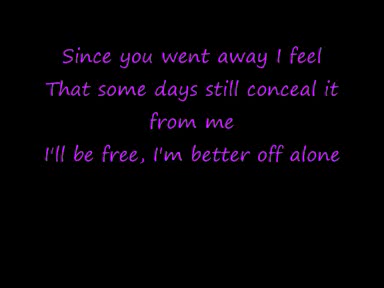 Since you went away I feel
That some days still conceal it
from me
I'll be free, I'm better off alone